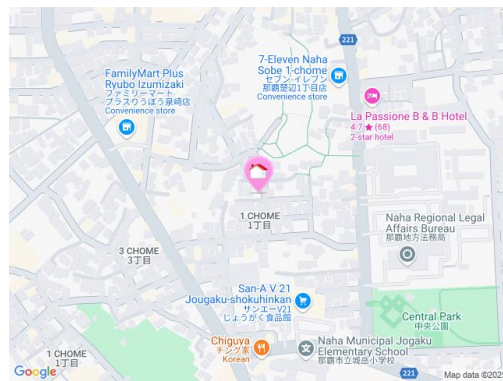 221
7-Eleven Naha
Sobe 1-chome
セブン-イレブン
那覇楚辺1丁目店
Convenience store
FamilyMart Plus
Ryubo Izumizaki
ファミリーマート
プラスりうぼう泉崎店
Convenience store
La Passione B & B Hotel
4.7★(68)
2-star hotel
1 CHOME
1丁目
Naha Regional Legal
Affairs Bureau
那覇地方法務局
3 CHOME
3丁目
San-A V 21
Jougaku-shokuhinkan
サンエーV21
じょうがく食品館
Central Park
中央公園
Chiguva
チング家
Korean
Naha Municipal Jogaku
Elementary School
那覇市立城岳小学校
1 CHOME
1丁目
221
Google
Map data ©202